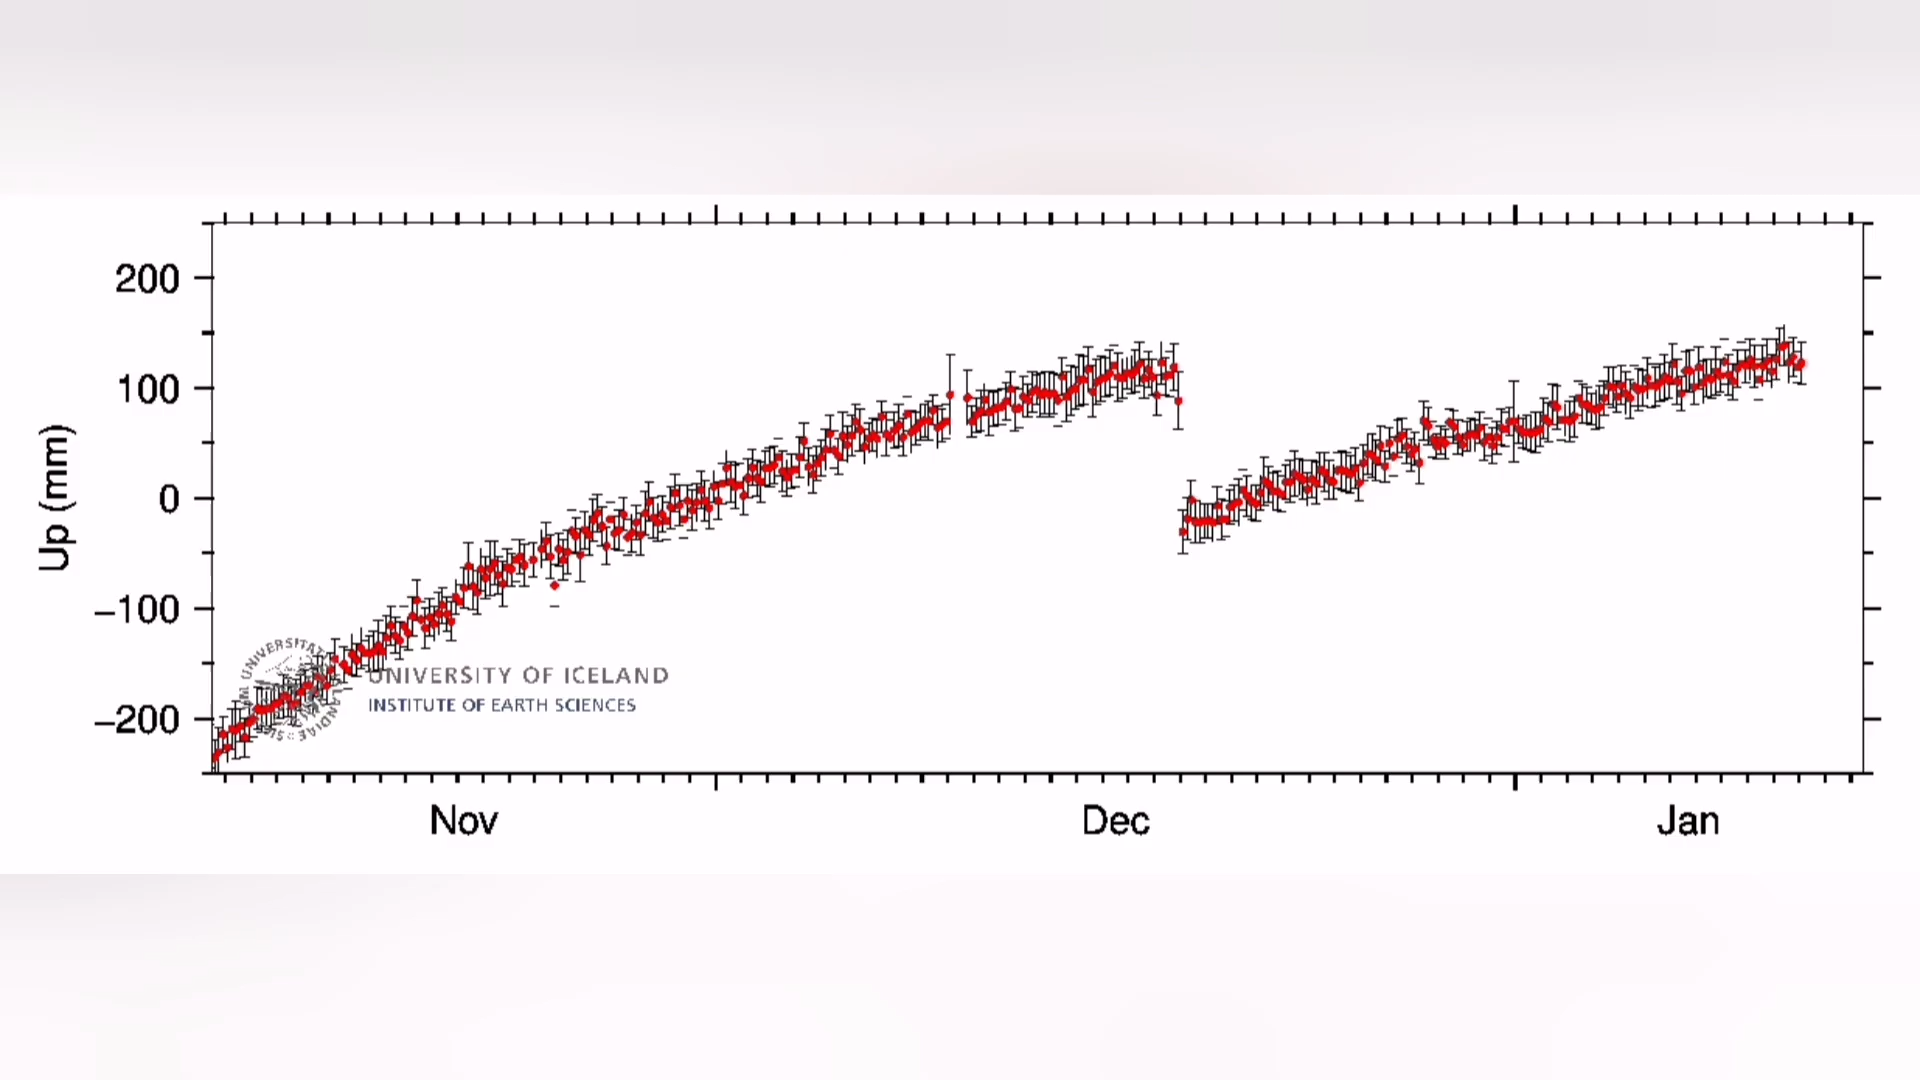 200
100
0
−100
−200
Up (mm)
UNIVERSITY OF ICELAND
INSTITUTE OF EARTH SCIENCES
Nov
Dec
Jan